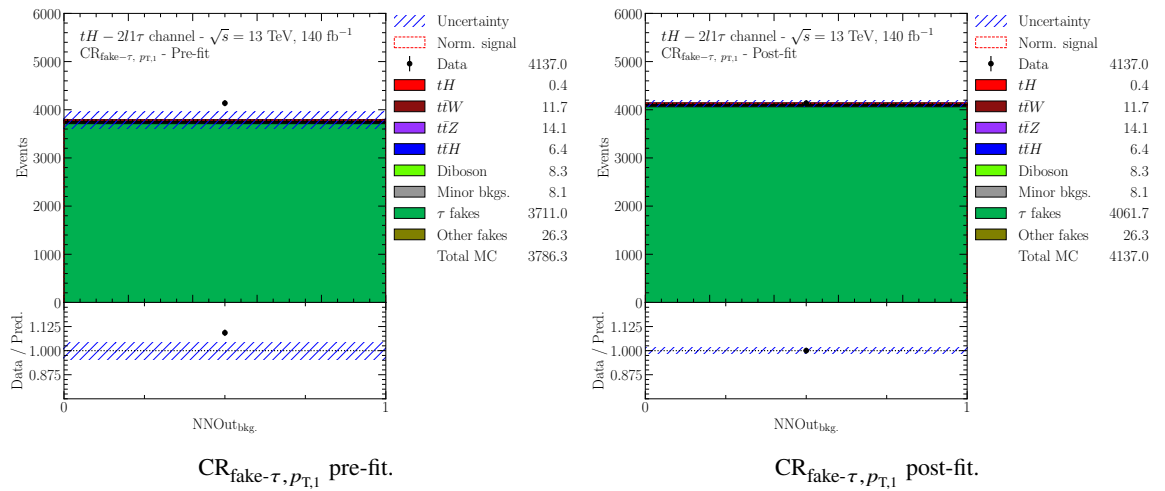 tH − 2l1τ channel - √s = 13 TeV, 140 fb⁻¹
CR_fake-τ, p_T,1 - Pre-fit
Events
6000
5000
4000
3000
2000
1000
0
Uncertainty
Norm. signal
Data 4137.0
tH 0.4
tt̄W 11.7
tt̄Z 14.1
tt̄H 6.4
Diboson 8.3
Minor bkgs. 8.1
τ fakes 3711.0
Other fakes 26.3
Total MC 3786.3
Data / Pred.
1.125
1.000
0.875
0 1
NNOut_bkg.
CR_fake-τ, p_T,1 pre-fit.
tH − 2l1τ channel - √s = 13 TeV, 140 fb⁻¹
CR_fake-τ, p_T,1 - Post-fit
Events
6000
5000
4000
3000
2000
1000
0
Uncertainty
Norm. signal
Data 4137.0
tH 0.4
tt̄W 11.7
tt̄Z 14.1
tt̄H 6.4
Diboson 8.3
Minor bkgs. 8.1
τ fakes 4061.7
Other fakes 26.3
Total MC 4137.0
Data / Pred.
1.125
1.000
0.875
0 1
NNOut_bkg.
CR_fake-τ, p_T,1 post-fit.